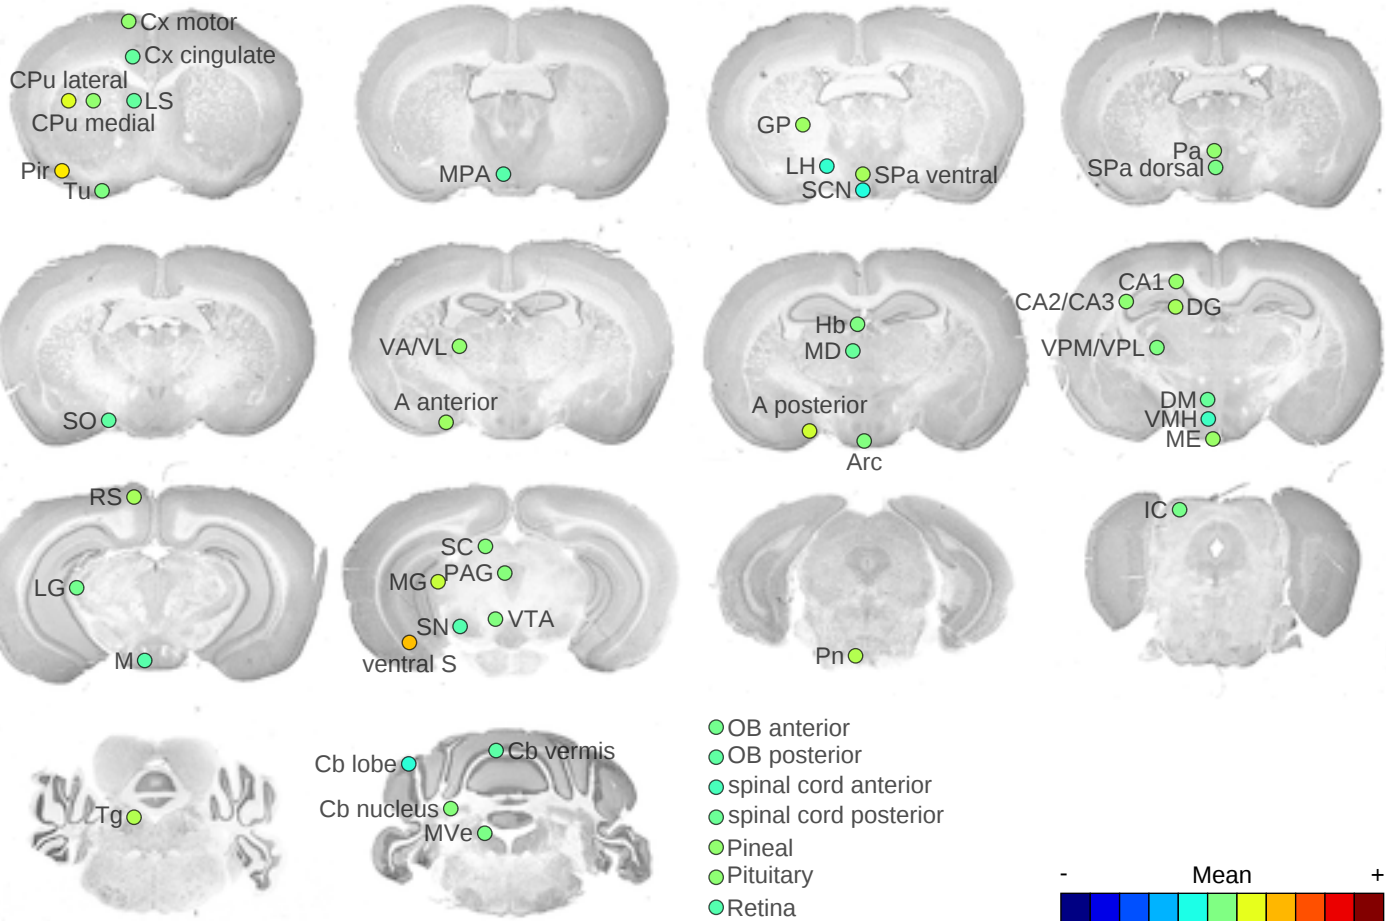 Cx motor
Cx cingulate
CPu lateral
LS
CPu medial
Pir
Tu
MPA
GP
LH
SPa ventral
SCN
Pa
SPa dorsal
SO
VA/VL
A anterior
Hb
MD
A posterior
Arc
CA1
CA2/CA3
DG
VPM/VPL
DM
VMH
ME
RS
LG
M
SC
PAG
MG
VTA
SN
ventral S
Pn
IC
Tg
Cb vermis
Cb lobe
Cb nucleus
MVe
OB anterior
OB posterior
spinal cord anterior
spinal cord posterior
Pineal
Pituitary
Retina
- Mean +